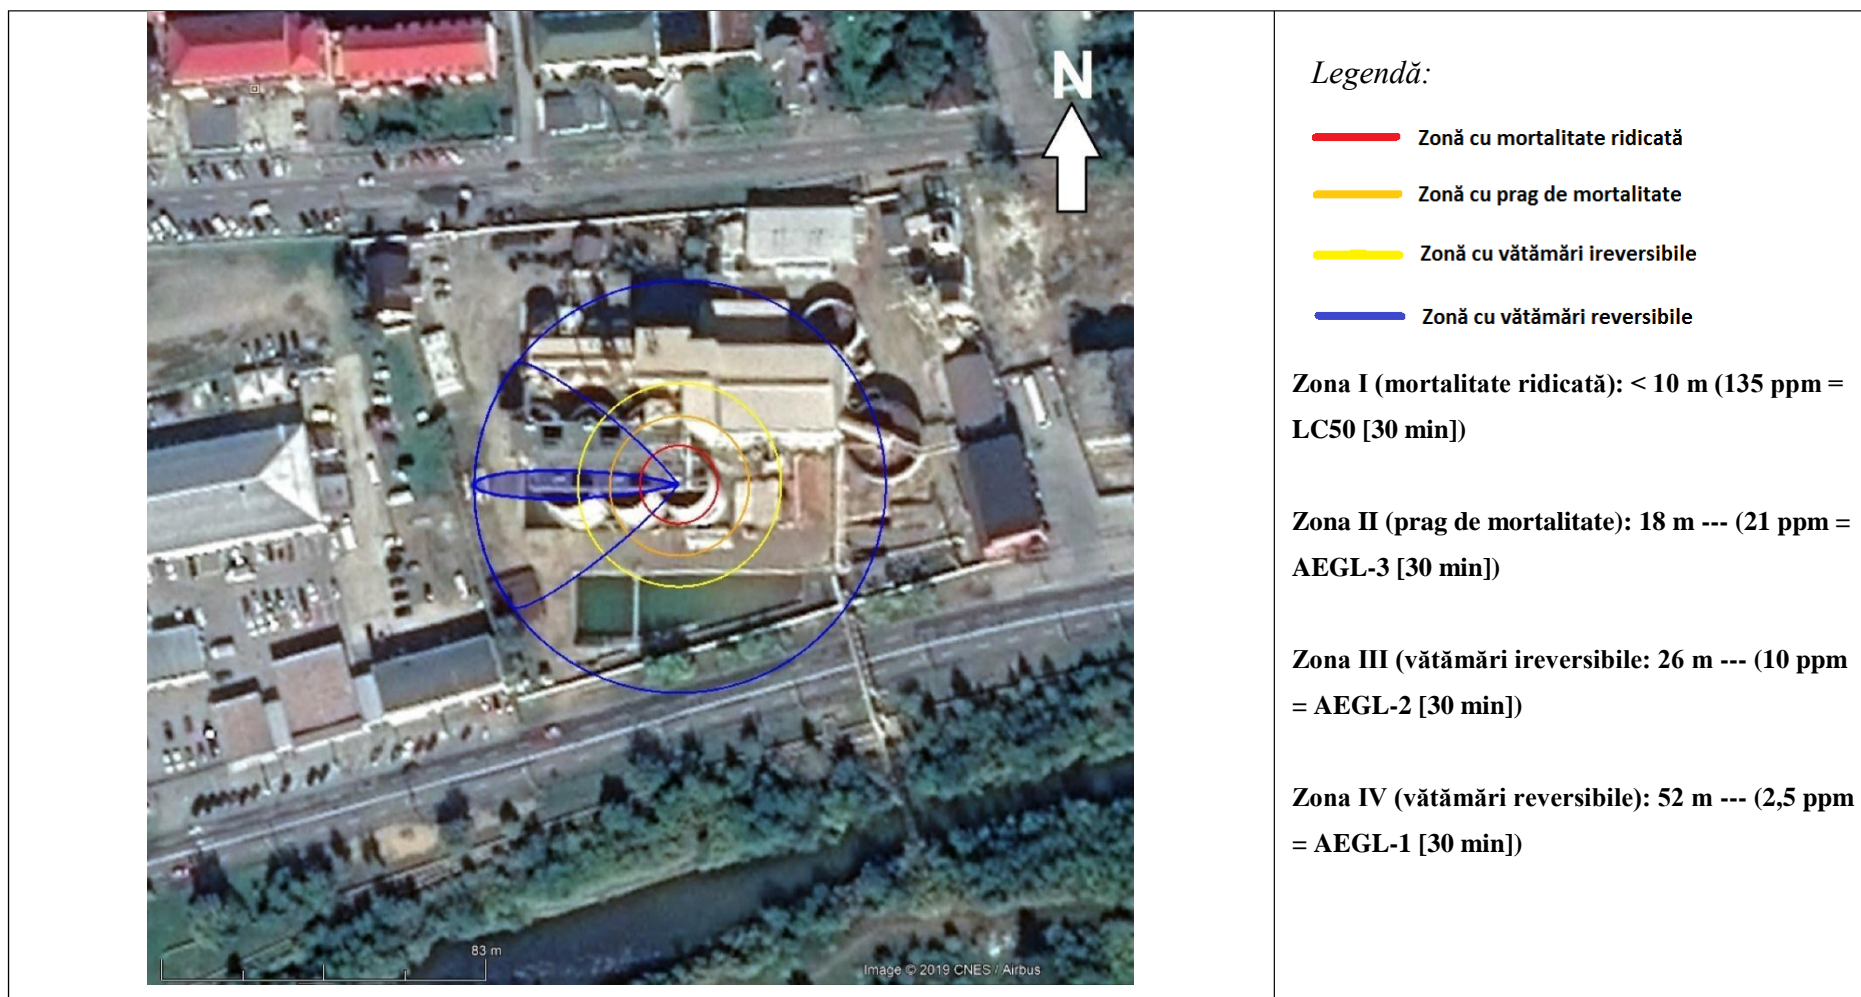 N
83 m
Image © 2019 CNES / Airbus
Legendă:
Zonă cu mortalitate ridicată
Zonă cu prag de mortalitate
Zonă cu vătămări ireversibile
Zonă cu vătămări reversibile
Zona I (mortalitate ridicată): < 10 m (135 ppm =
LC50 [30 min])
Zona II (prag de mortalitate): 18 m --- (21 ppm =
AEGL-3 [30 min])
Zona III (vătămări ireversibile: 26 m --- (10 ppm
= AEGL-2 [30 min])
Zona IV (vătămări reversibile): 52 m --- (2,5 ppm
= AEGL-1 [30 min])